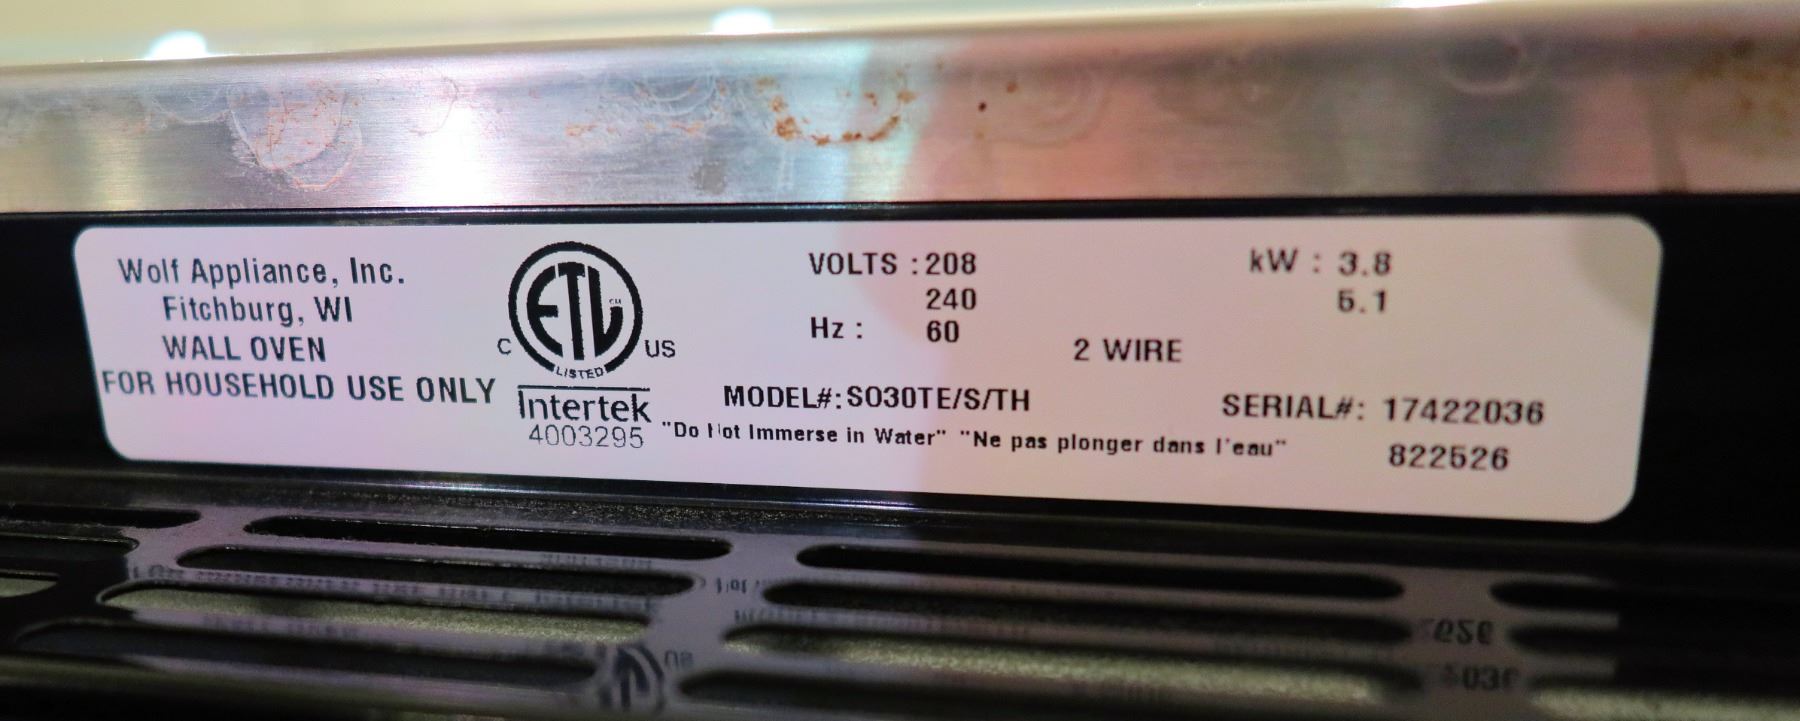 Wolf Appliance, Inc.
Fitchburg, WI
WALL OVEN
FOR HOUSEHOLD USE ONLY
C ETL CM US
LISTED
Intertek
4003295
VOLTS : 208
240
Hz : 60
2 WIRE
kW : 3.8
5.1
MODEL#: SO30TE/S/TH
SERIAL#: 17422036
822526
"Do Not Immerse in Water" "Ne pas plonger dans l'eau"